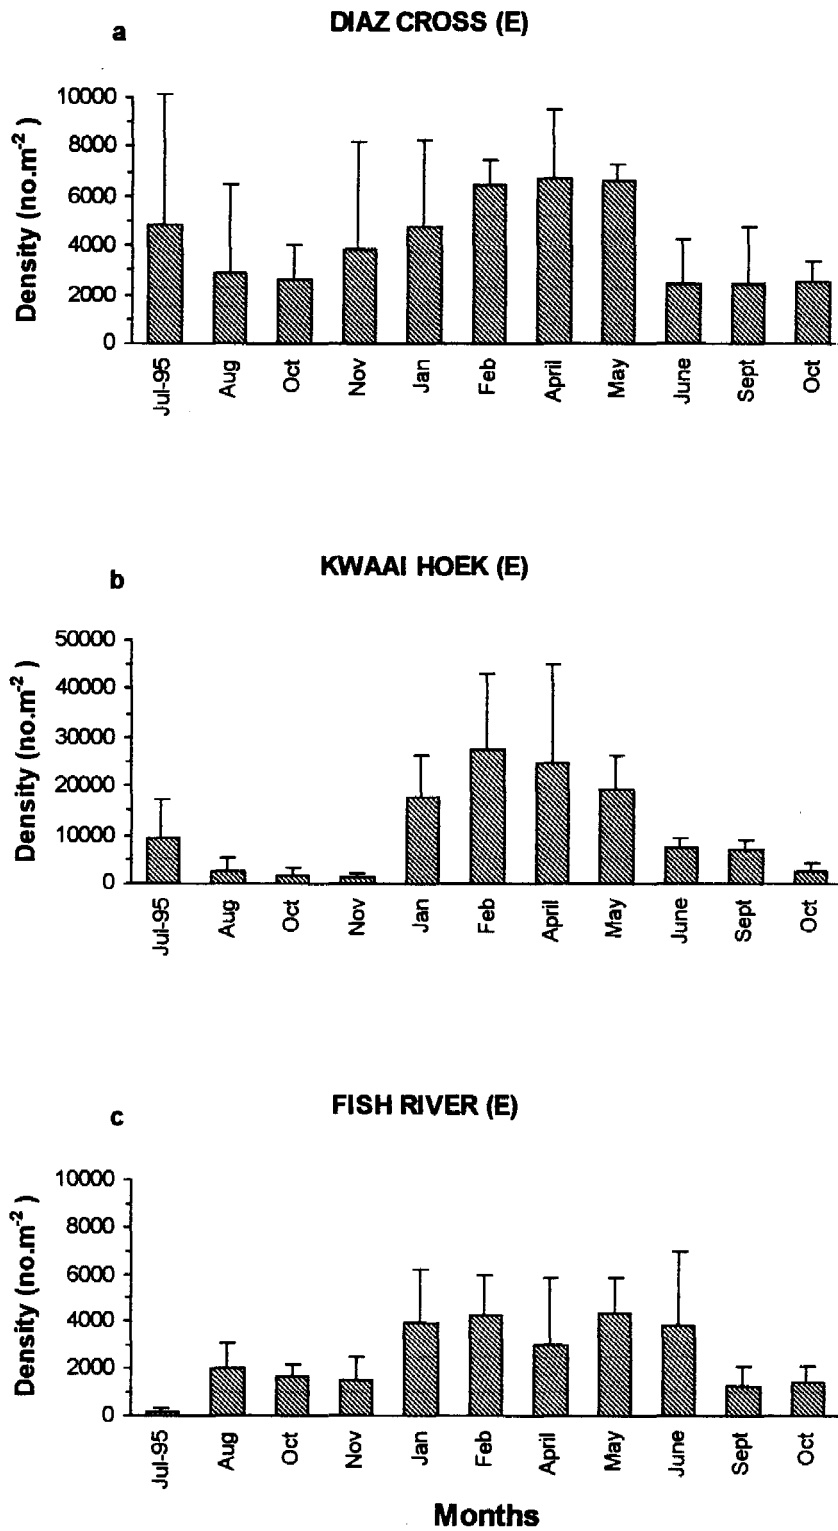 a
DIAZ CROSS (E)
Density (no.m-2)
10000
8000
6000
4000
2000
0
Jul-95
Aug
Oct
Nov
Jan
Feb
April
May
June
Sept
Oct
b
KWAAI HOEK (E)
Density (no.m-2)
50000
40000
30000
20000
10000
0
Jul-95
Aug
Oct
Nov
Jan
Feb
April
May
June
Sept
Oct
c
FISH RIVER (E)
Density (no.m-2)
10000
8000
6000
4000
2000
0
Jul-95
Aug
Oct
Nov
Jan
Feb
April
May
June
Sept
Oct
Months